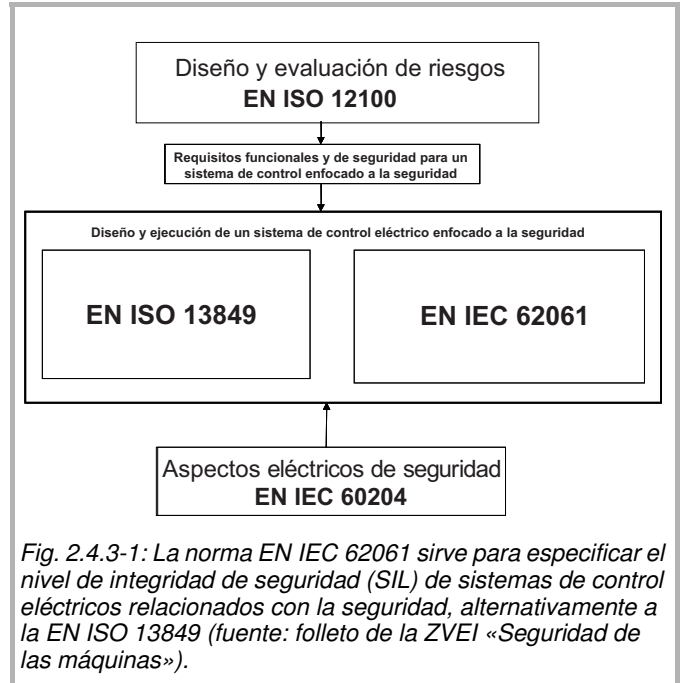 Diseño y evaluación de riesgos
EN ISO 12100
Requisitos funcionales y de seguridad para un
sistema de control enfocado a la seguridad
Diseño y ejecución de un sistema de control eléctrico enfocado a la seguridad
EN ISO 13849
EN IEC 62061
Aspectos eléctricos de seguridad
EN IEC 60204
Fig. 2.4.3-1: La norma EN IEC 62061 sirve para especificar el
nivel de integridad de seguridad (SIL) de sistemas de control
eléctricos relacionados con la seguridad, alternativamente a
la EN ISO 13849 (fuente: folleto de la ZVEI «Seguridad de
las máquinas»).